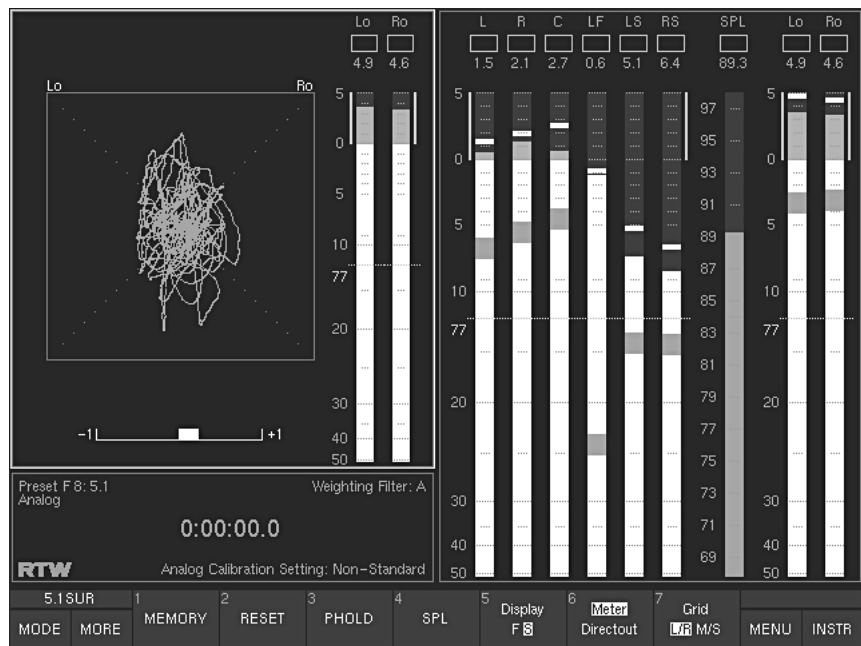 Lo Ro
4.9 4.6
Lo Ro
5
0
5
10
77
20
30
40
50
-1 +1
Preset F 8: 5.1 Weighting Filter: A
Analog
0:00:00.0
RTW Analog Calibration Setting: Non-Standard
L R C LF LS RS SPL Lo Ro
1.5 2.1 2.7 0.6 5.1 6.4 89.3 4.9 4.6
5
0
5
10
77
20
30
40
50
97
95
93
91
89
87
85
83
81
79
77
75
73
71
69
5
0
5
10
77
20
30
40
50
5.1SUR
MODE MORE
1 MEMORY
2 RESET
3 PHOLD
4 SPL
5 Display
F S
6 Meter
Directout
7 Grid
L/R M/S
MENU INSTR